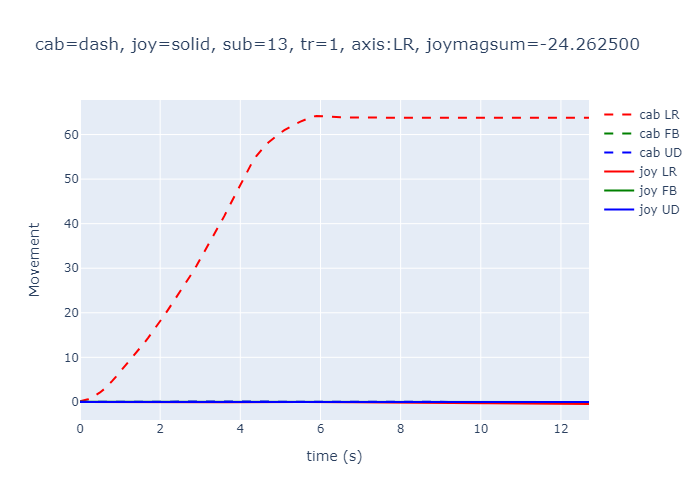 cab=dash, joy=solid, sub=13, tr=1, axis:LR, joymagsum=-24.262500
cab LR
cab FB
cab UD
joy LR
joy FB
joy UD
Movement
60
50
40
30
20
10
0
0 2 4 6 8 10 12
time (s)